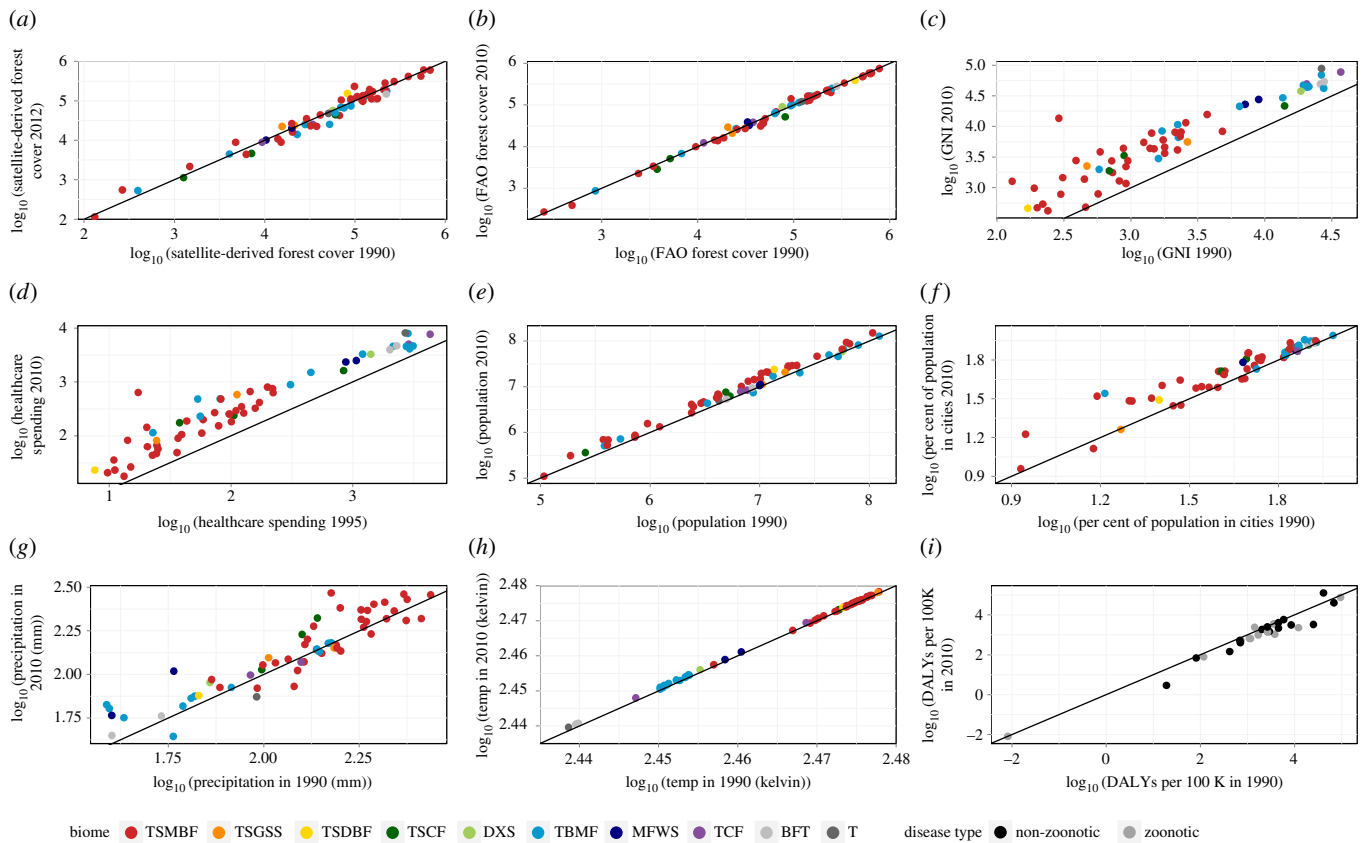 (a)
(b)
(c)
log10 (satellite-derived forest
cover 2012)
6
5
4
3
2
2
3
4
5
6
log10 (satellite-derived forest cover 1990)
log10 (FAO forest cover 2010)
6
5
4
3
3
4
5
6
log10 (FAO forest cover 1990)
log10 (GNI 2010)
5.0
4.5
4.0
3.5
3.0
2.0
2.5
3.0
3.5
4.0
4.5
log10 (GNI 1990)
(d)
(e)
(f)
log10 (healthcare
spending 2010)
4
3
2
1
2
3
log10 (healthcare spending 1995)
log10 (population 2010)
8
7
6
5
5
6
7
8
log10 (population 1990)
log10 (per cent of population
in cities 2010)
1.8
1.5
1.2
0.9
0.9
1.2
1.5
1.8
log10 (per cent of population in cities 1990)
(g)
(h)
(i)
log10 (precipitation in
2010 (mm))
2.50
2.25
2.00
1.75
1.75
2.00
2.25
log10 (precipitation in 1990 (mm))
log10 (temp in 2010 (kelvin))
2.48
2.47
2.46
2.45
2.44
2.44
2.45
2.46
2.47
2.48
log10 (temp in 1990 (kelvin))
log10 (DALYs per 100K
in 2010)
4
2
0
–2
–2
0
2
4
log10 (DALYs per 100 K in 1990)
biome TSMBF TSGSS TSDBF TSCF DXS TBMF MFWS TCF BFT T disease type non-zoonotic zoonotic